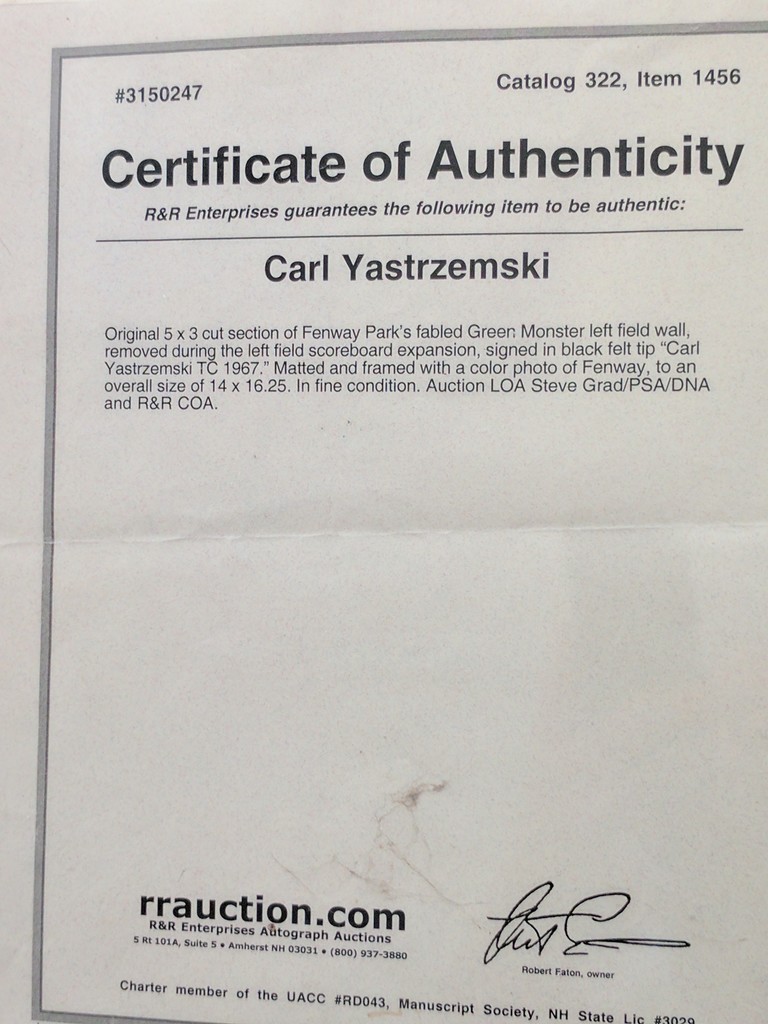 #3150247
Catalog 322, Item 1456
Certificate of Authenticity
R&R Enterprises guarantees the following item to be authentic:
Carl Yastrzemski
Original 5 x 3 cut section of Fenway Park's fabled Green Monster left field wall,
removed during the left field scoreboard expansion, signed in black felt tip “Carl
Yastrzemski TC 1967.” Matted and framed with a color photo of Fenway, to an
overall size of 14 x 16.25. In fine condition. Auction LOA Steve Grad/PSA/DNA
and R&R COA.
rrauction.com
R&R Enterprises Autograph Auctions
5 Rt 101A, Suite 5 • Amherst NH 03031 • (800) 937-3880
Robert Eaton, owner
Charter member of the UACC #RD043, Manuscript Society, NH State Lic #3029